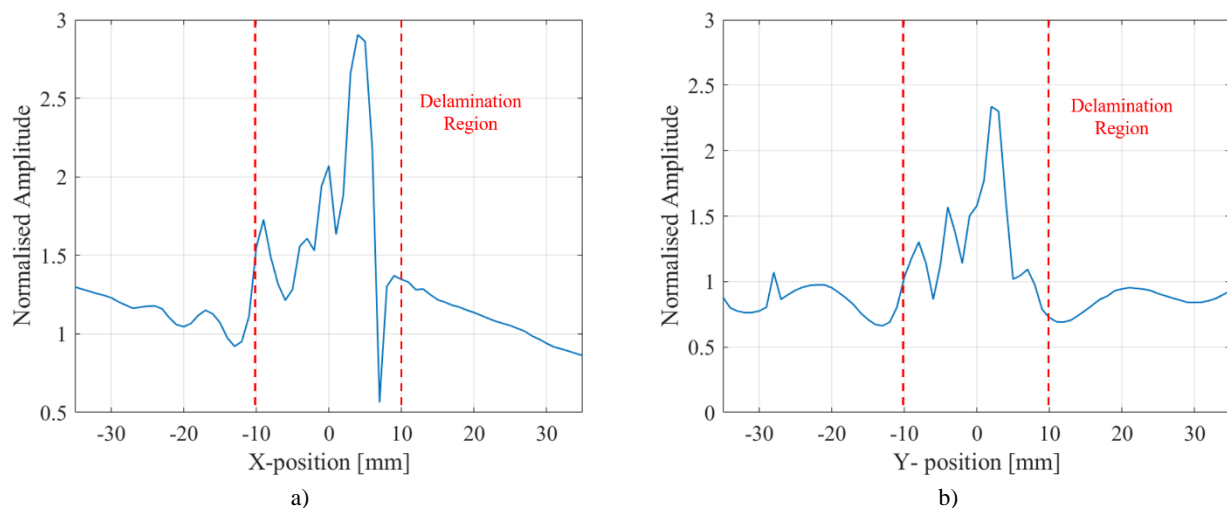 3
2.5
2
1.5
1
0.5
Normalised Amplitude
Delamination
Region
-30
-20
-10
0
10
20
30
X-position [mm]
a)
3
2.5
2
1.5
1
0.5
0
Normalised Amplitude
Delamination
Region
-30
-20
-10
0
10
20
30
Y- position [mm]
b)